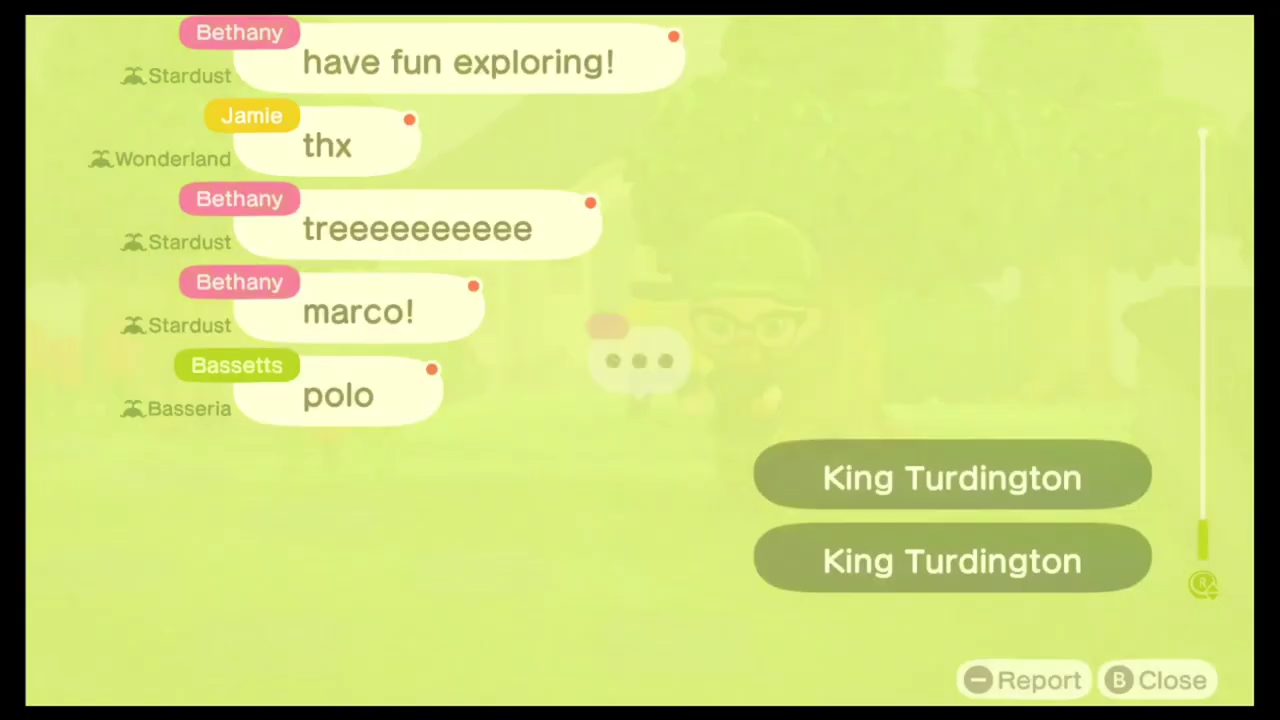 Bethany
have fun exploring!
Stardust
Jamie
thx
Wonderland
Bethany
treeeeeeeeee
Stardust
Bethany
marco!
Stardust
Bassetts
polo
Basseria
King Turdington
King Turdington
R
Report
B Close